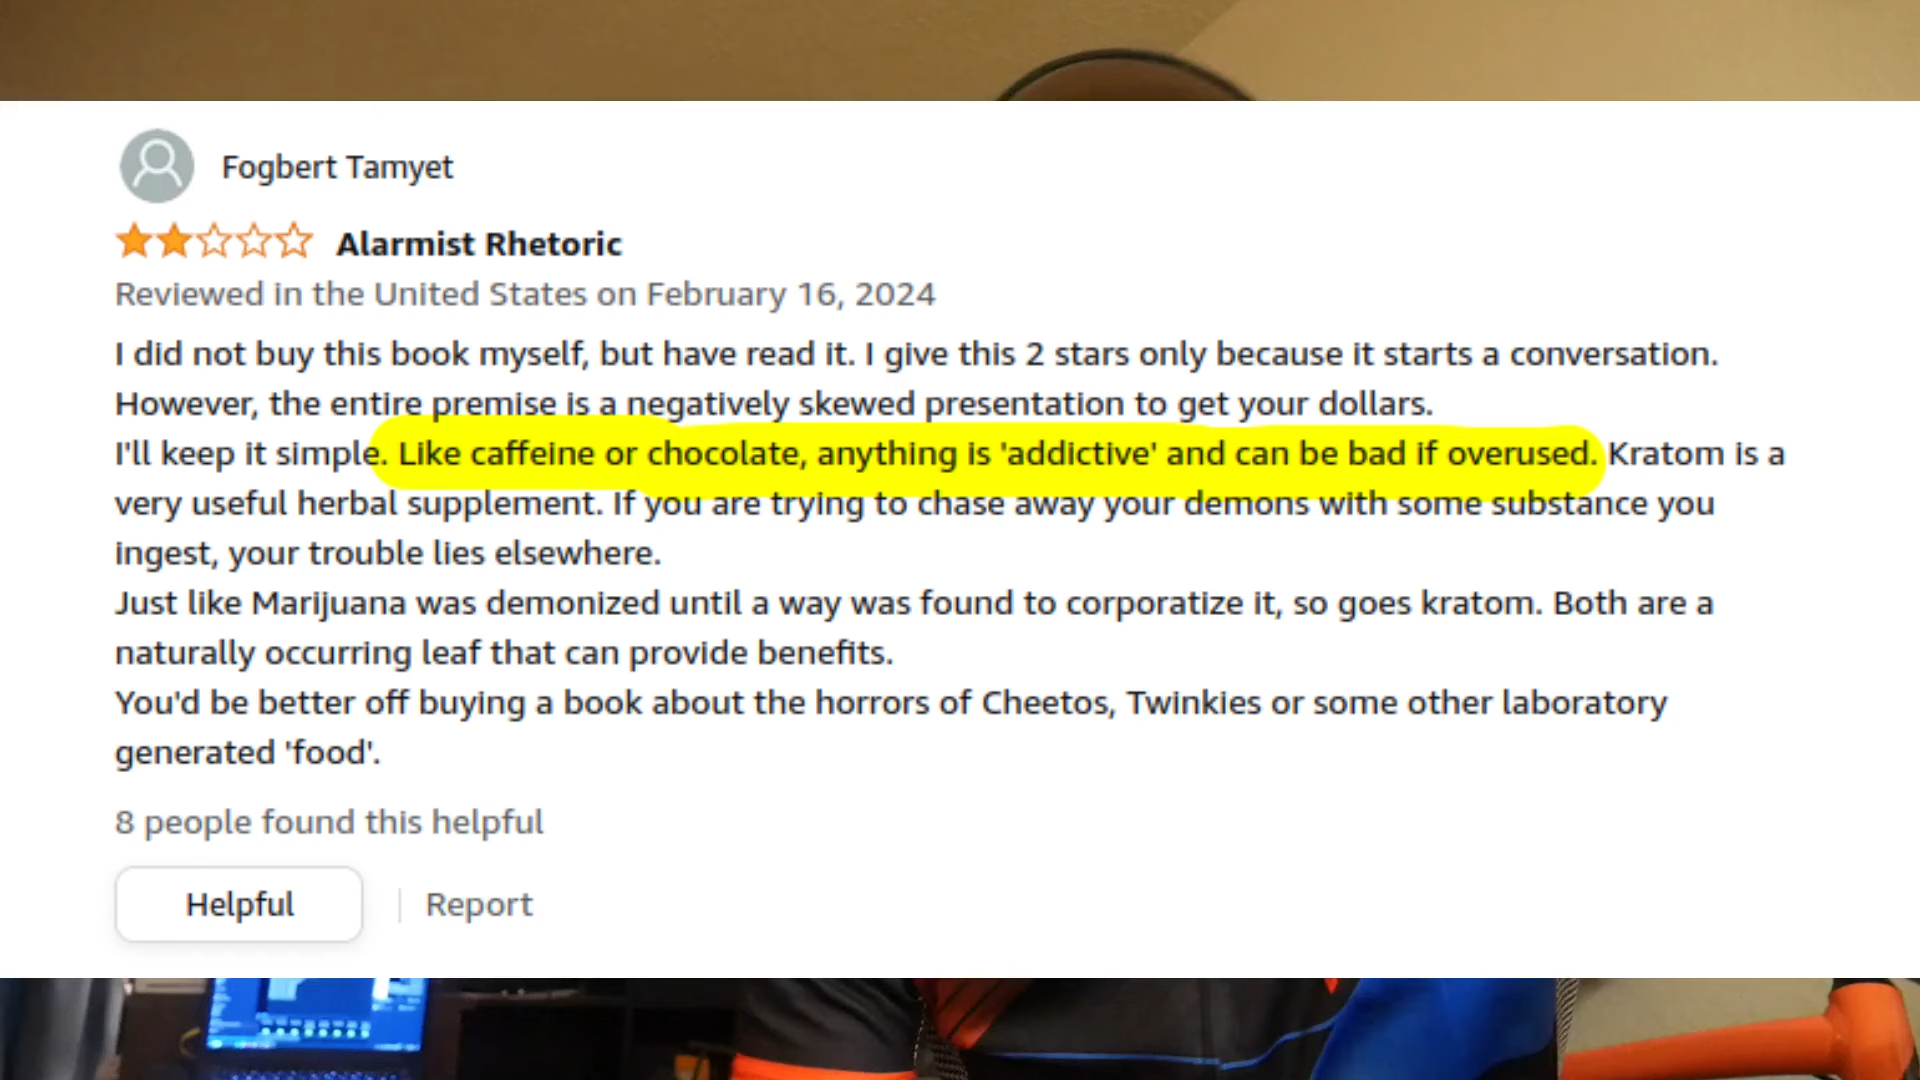 Fogbert Tamyet
Alarmist Rhetoric
Reviewed in the United States on February 16, 2024
I did not buy this book myself, but have read it. I give this 2 stars only because it starts a conversation.
However, the entire premise is a negatively skewed presentation to get your dollars.
I'll keep it simple. Like caffeine or chocolate, anything is 'addictive' and can be bad if overused. Kratom is a
very useful herbal supplement. If you are trying to chase away your demons with some substance you
ingest, your trouble lies elsewhere.
Just like Marijuana was demonized until a way was found to corporatize it, so goes kratom. Both are a
naturally occurring leaf that can provide benefits.
You'd be better off buying a book about the horrors of Cheetos, Twinkies or some other laboratory
generated 'food'.
8 people found this helpful
Helpful
Report